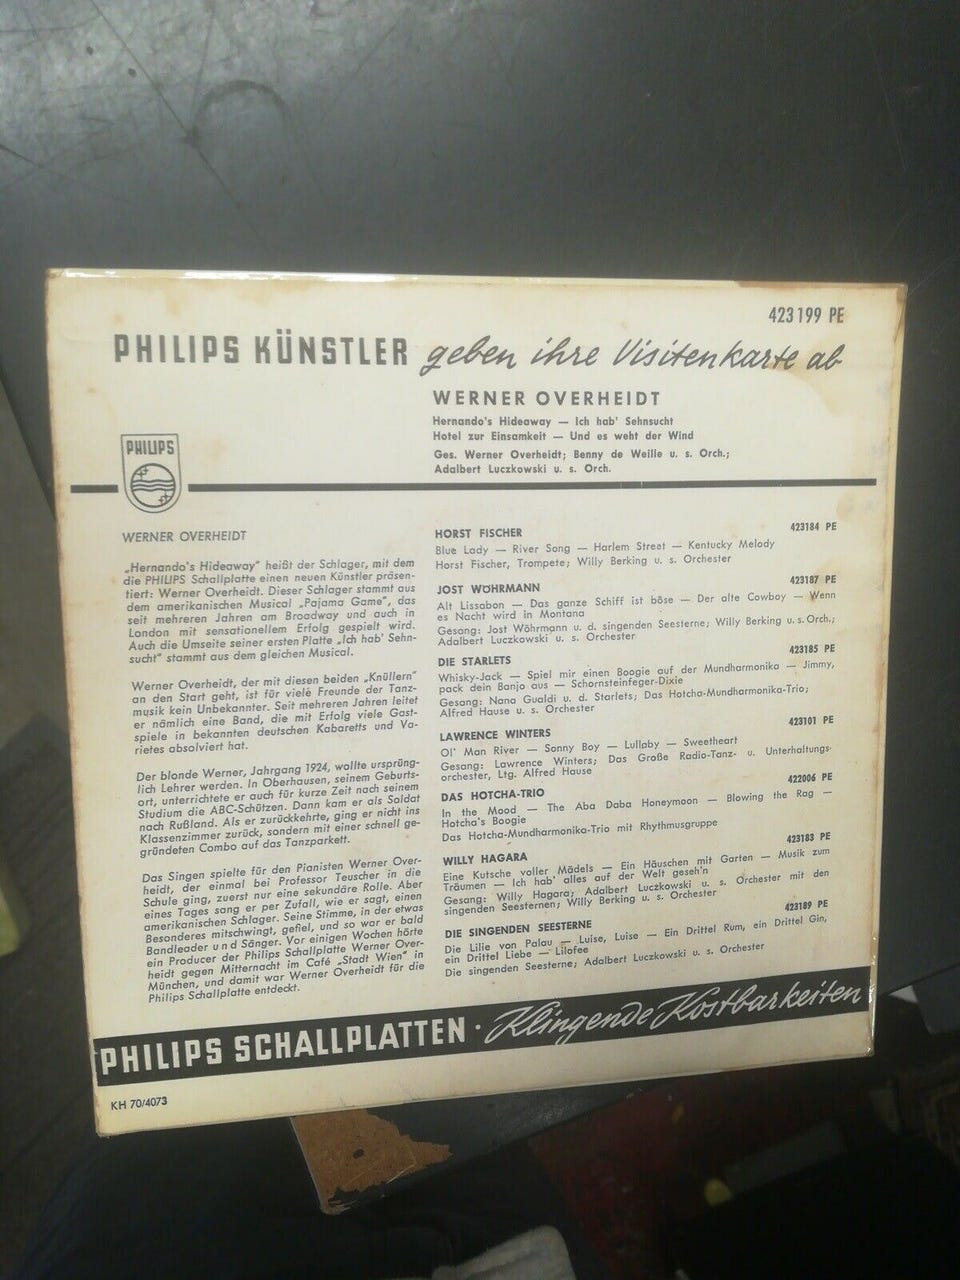 423 199 PE
PHILIPS KÜNSTLER geben ihre Visitenkarte ab
WERNER OVERHEIDT
Hernando's Hideaway — Ich hab' Sehnsucht
Hotel zur Einsamkeit — Und es weht der Wind
Ges. Werner Overheidt; Benny de Weille u. s. Orch.;
Adalbert Luczkowski u. s. Orch.
PHILIPS
WERNER OVERHEIDT
„Hernando's Hideaway" heißt der Schlager, mit dem
die PHILIPS Schallplatte einen neuen Künstler präsen-
tiert: Werner Overheidt. Dieser Schlager stammt aus
dem amerikanischen Musical „Pajama Game", das
seit mehreren Jahren am Broadway und auch in
London mit sensationellem Erfolg gespielt wird.
Auch die Umseite seiner ersten Platte „Ich hab' Sehn-
sucht" stammt aus dem gleichen Musical.
Werner Overheidt, der mit diesen beiden „Knüllern"
an den Start geht, ist für viele Freunde der Tanz-
musik kein Unbekannter. Seit mehreren Jahren leitet
er nämlich eine Band, die mit Erfolg viele Gast-
spiele in bekannten deutschen Kabaretts und Va-
rietes absolviert hat.
Der blonde Werner, Jahrgang 1924, wollte ursprüng-
lich Lehrer werden. In Oberhausen, seinem Geburts-
ort, unterrichtete er auch für kurze Zeit nach seinem
Studium die ABC-Schützen. Dann kam er als Soldat
nach Rußland. Als er zurückkehrte, ging er nicht ins
Klassenzimmer zurück, sondern mit einer schnell ge-
gründeten Combo auf das Tanzparkett.
Das Singen spielte für den Pianisten Werner Over-
heidt, der einmal bei Professor Teuscher in die
Schule ging, zuerst nur eine sekundäre Rolle. Aber
eines Tages sang er per Zufall, wie er sagt, einen
amerikanischen Schlager. Seine Stimme, in der etwas
Besonderes mitschwingt, gefiel, und so war er bald
Bandleader und Sänger. Vor einigen Wochen hörte
ein Producer der Philips Schallplatte Werner Over-
heidt gegen Mitternacht im Café „Stadt Wien" in
München, und damit war Werner Overheidt für die
Philips Schallplatte entdeckt.
HORST FISCHER 423184 PE
Blue Lady — River Song — Harlem Street — Kentucky Melody
Horst Fischer, Trompete; Willy Berking u. s. Orchester
JOST WÖHRMANN 423187 PE
Alt Lissabon — Das ganze Schiff ist böse — Der alte Cowboy — Wenn
es Nacht wird in Montana
Gesang: Jost Wöhrmann u. d. singenden Seesterne; Willy Berking u. s. Orch.;
Adalbert Luczkowski u. s. Orchester
DIE STARLETS 423185 PE
Whisky-Jack — Spiel mir einen Boogie auf der Mundharmonika — Jimmy,
pack dein Banjo aus — Schornsteinfeger-Dixie
Gesang: Nana Gualdi u. d. Starlets; Das Hotcha-Mundharmonika-Trio;
Alfred Hause u. s. Orchester
LAWRENCE WINTERS 423101 PE
Ol' Man River — Sonny Boy — Lullaby — Sweetheart
Gesang: Lawrence Winters; Das Große Radio-Tanz- u. Unterhaltungs-
orchester, Ltg. Alfred Hause
DAS HOTCHA-TRIO 422006 PE
In the Mood — The Aba Daba Honeymoon — Blowing the Rag —
Hotcha's Boogie
Das Hotcha-Mundharmonika-Trio mit Rhythmusgruppe
WILLY HAGARA 423183 PE
Eine Kutsche voller Mädels — Ein Häuschen mit Garten — Musik zum
Träumen — Ich hab' alles auf der Welt geseh'n
Gesang: Willy Hagara; Adalbert Luczkowski u. s. Orchester mit den
singenden Seesternen; Willy Berking u. s. Orchester
DIE SINGENDEN SEESTERNE 423189 PE
Die Lilie von Palau — Luise, Luise — Ein Drittel Rum, ein Drittel Gin,
ein Drittel Liebe — Lilofee
Die singenden Seesterne; Adalbert Luczkowski u. s. Orchester
PHILIPS SCHALLPLATTEN · Klingende Kostbarkeiten
KH 70/4073